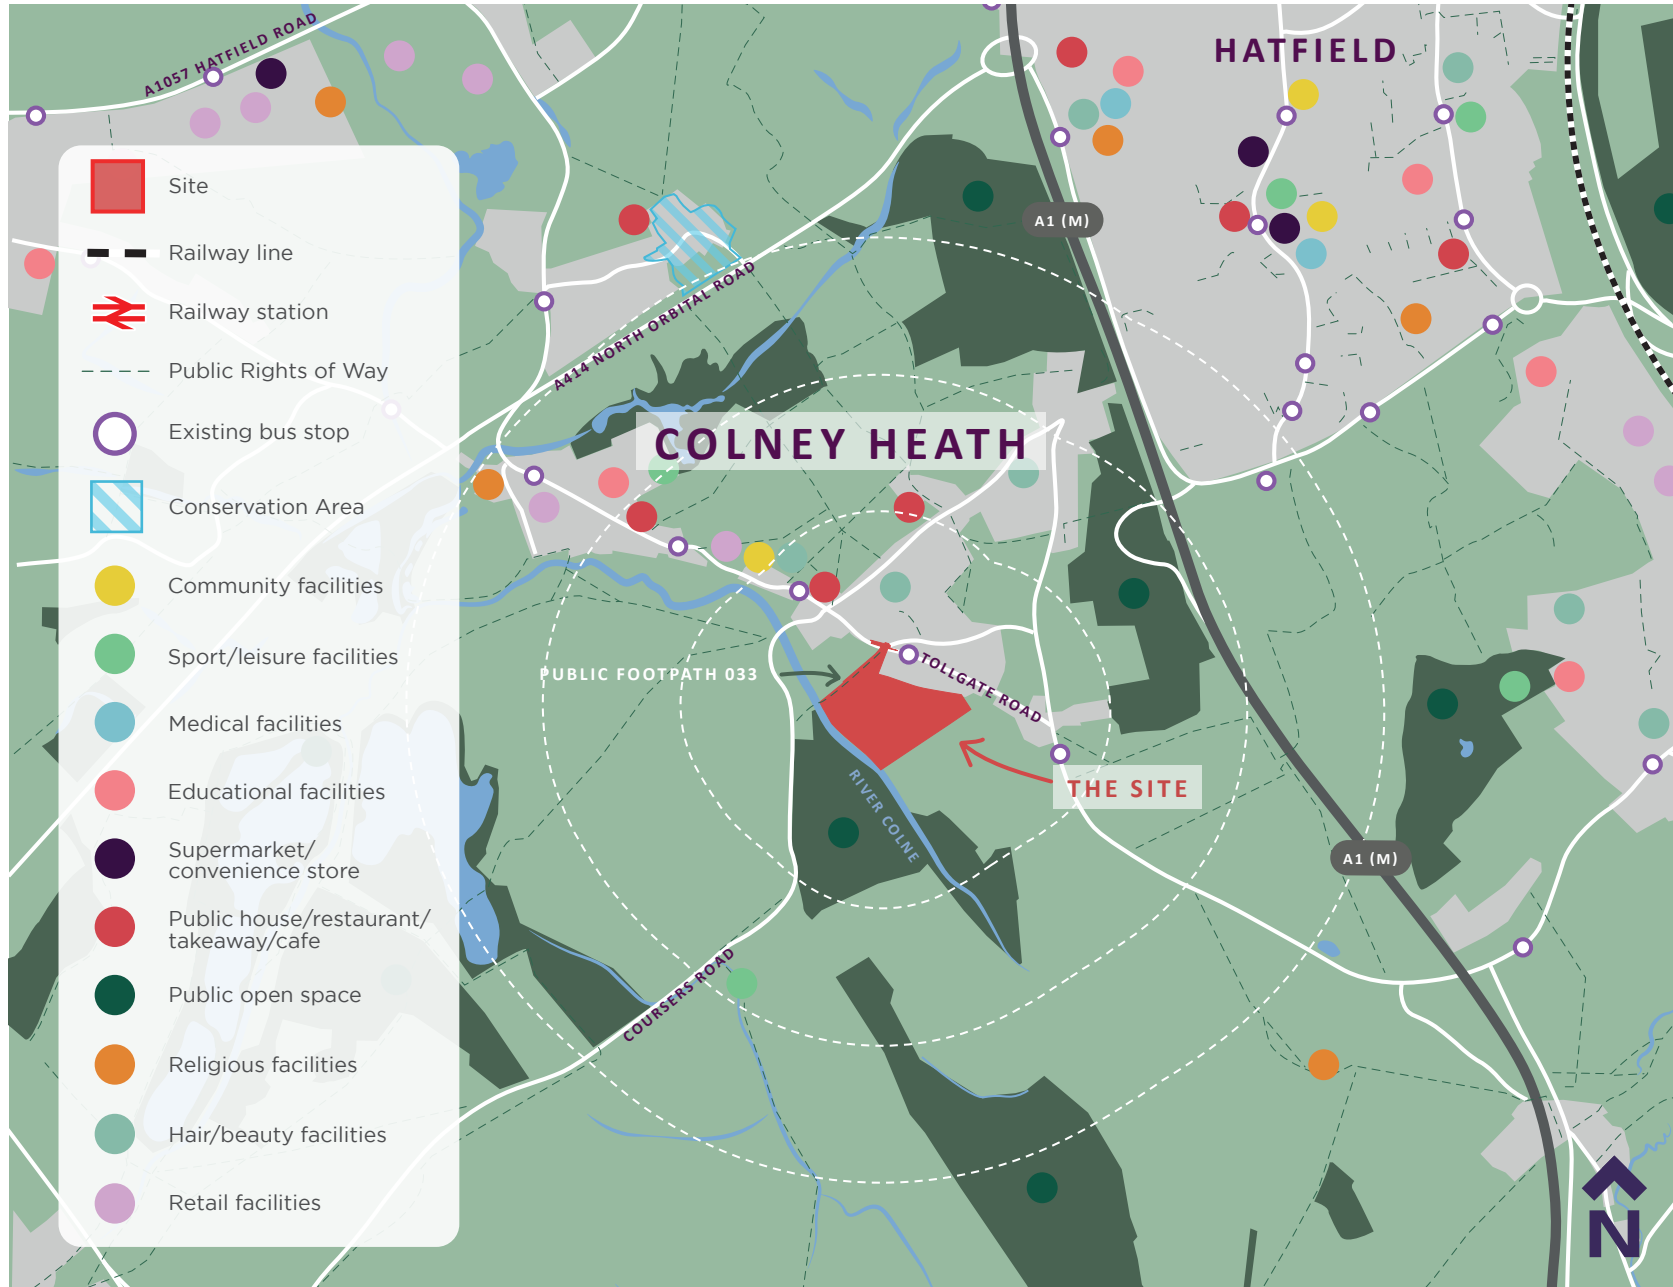 A1057 HATFIELD ROAD
HATFIELD
A1 (M)
Site
Railway line
Railway station
Public Rights of Way
Existing bus stop
Conservation Area
Community facilities
Sport/leisure facilities
Medical facilities
Educational facilities
Supermarket/
convenience store
Public house/restaurant/
takeaway/cafe
Public open space
Religious facilities
Hair/beauty facilities
Retail facilities
A414 NORTH ORBITAL ROAD
COLNEY HEATH
PUBLIC FOOTPATH 033
TOLLGATE ROAD
THE SITE
RIVER COLNE
A1 (M)
COURSERS ROAD
N